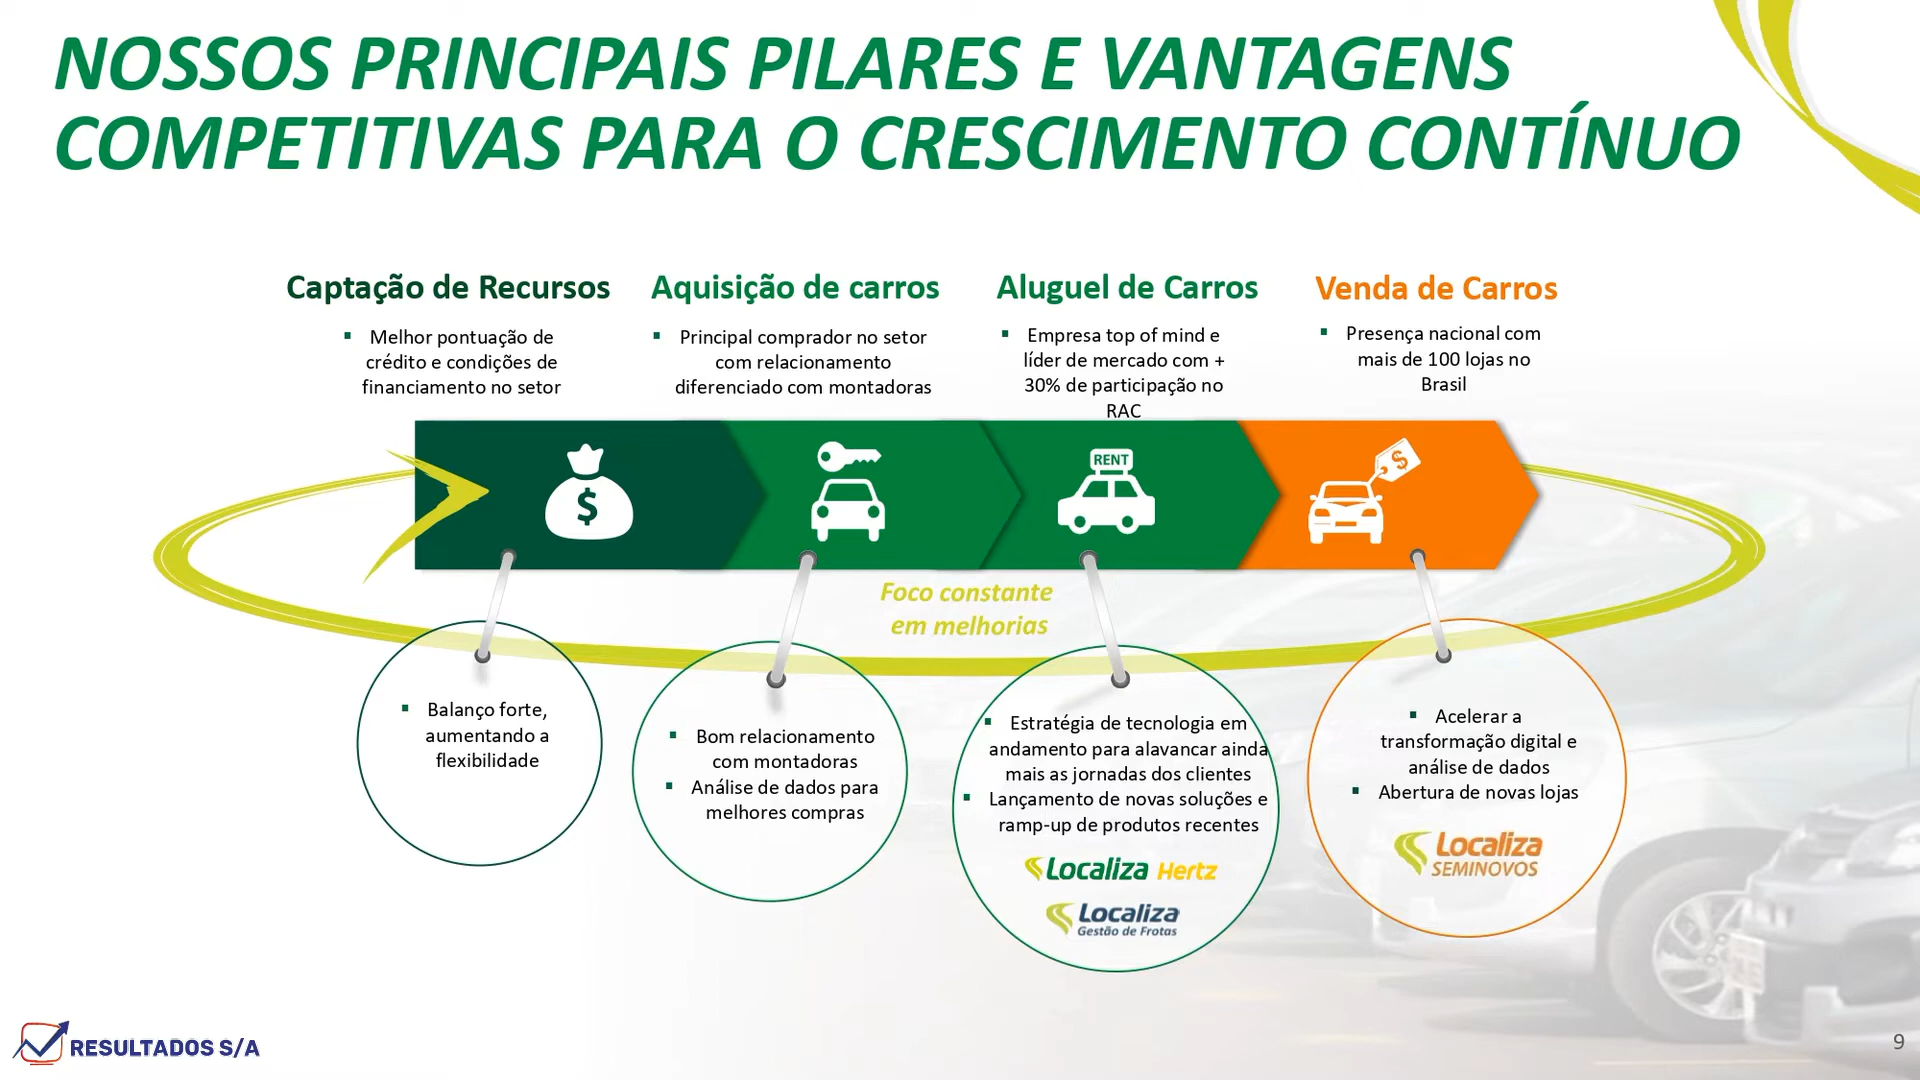 NOSSOS PRINCIPAIS PILARES E VANTAGENS
COMPETITIVAS PARA O CRESCIMENTO CONTÍNUO
Captação de Recursos
▪ Melhor pontuação de
crédito e condições de
financiamento no setor
Aquisição de carros
▪ Principal comprador no setor
com relacionamento
diferenciado com montadoras
Aluguel de Carros
▪ Empresa top of mind e
líder de mercado com +
30% de participação no
RAC
Venda de Carros
▪ Presença nacional com
mais de 100 lojas no
Brasil
$
RENT
$
Foco constante
em melhorias
▪ Balanço forte,
aumentando a
flexibilidade
▪ Bom relacionamento
com montadoras
▪ Análise de dados para
melhores compras
▪ Estratégia de tecnologia em
andamento para alavancar ainda
mais as jornadas dos clientes
▪ Lançamento de novas soluções e
ramp-up de produtos recentes
Localiza Hertz
Localiza
Gestão de Frotas
▪ Acelerar a
transformação digital e
análise de dados
▪ Abertura de novas lojas
Localiza
SEMINOVOS
RESULTADOS S/A
9